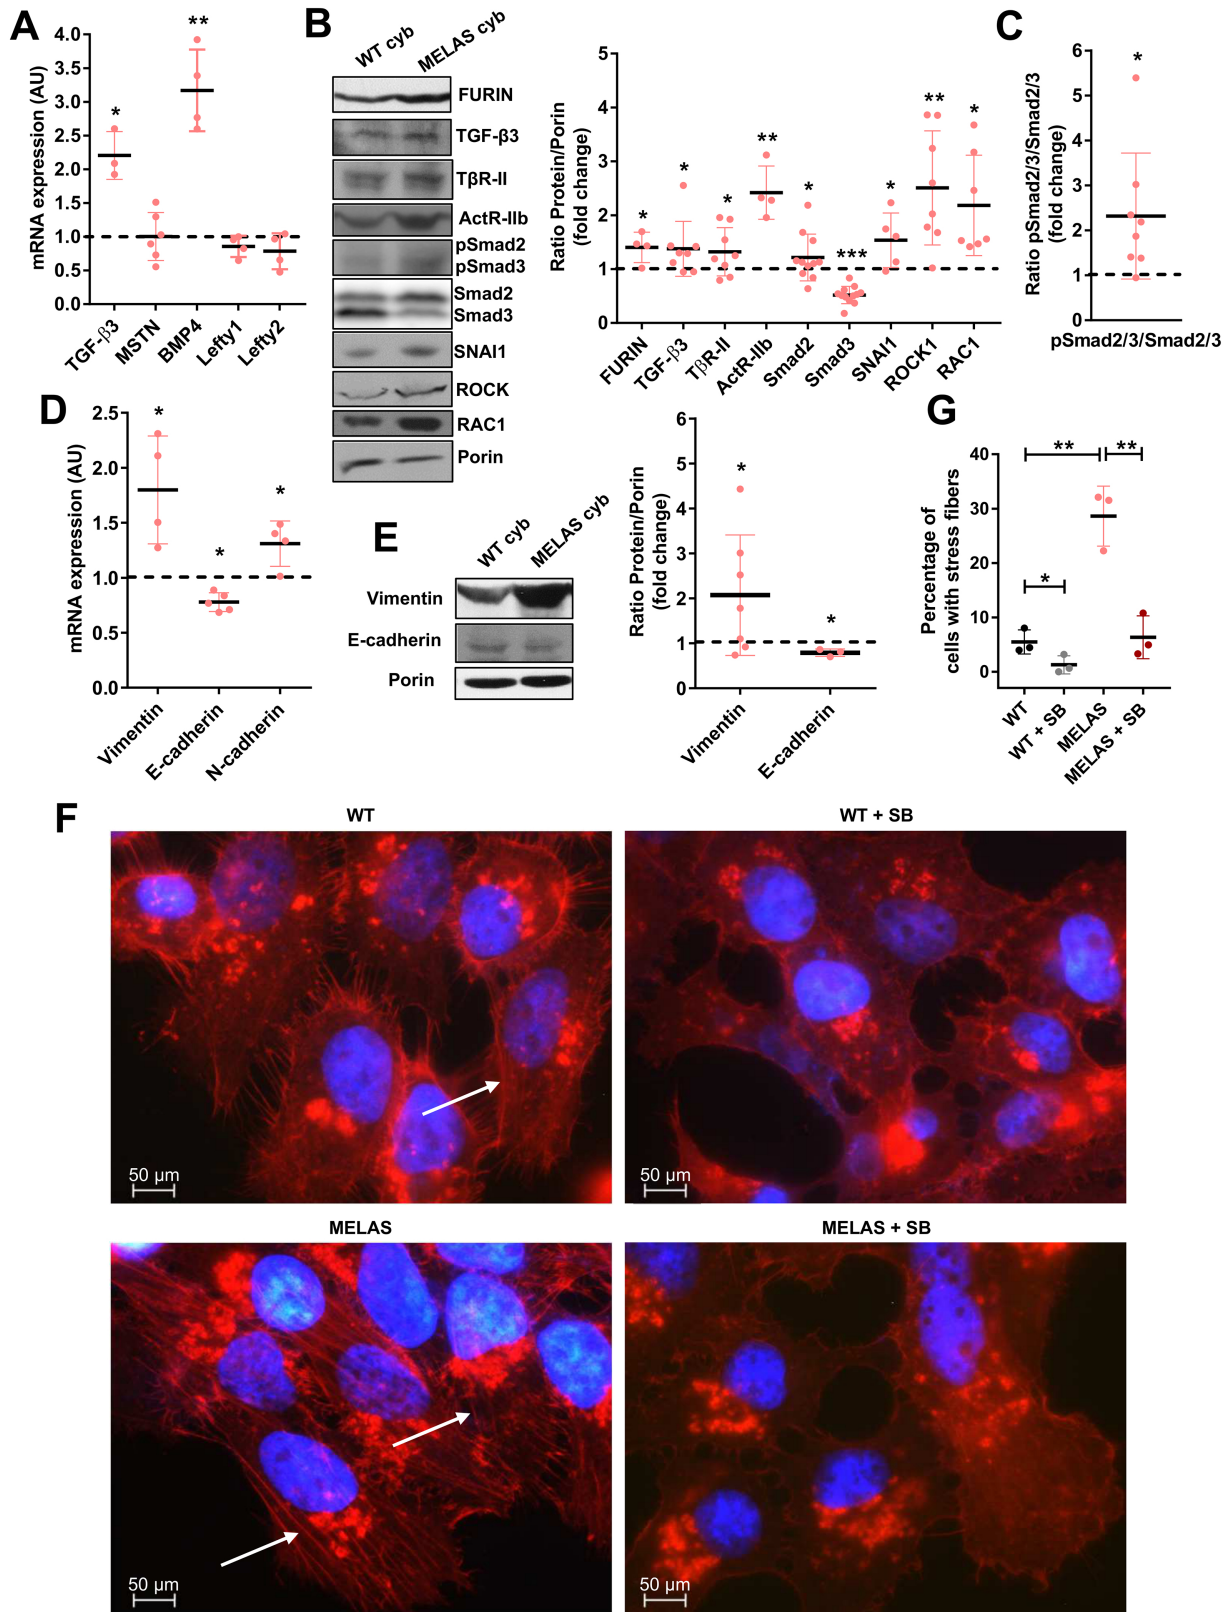 A
mRNA expression (AU)
4.0
3.5
3.0
2.5
2.0
1.5
1.0
0.5
0.0
*
**
TGF-β3
MSTN
BMP4
Lefty1
Lefty2
B
WT cyb
MELAS cyb
FURIN
TGF-β3
TβR-II
ActR-IIb
pSmad2
pSmad3
Smad2
Smad3
SNAI1
ROCK
RAC1
Porin
Ratio Protein/Porin
(fold change)
5
4
3
2
1
0
*
*
*
**
*
***
*
**
*
FURIN
TGF-β3
TβR-II
ActR-IIb
Smad2
Smad3
SNAI1
ROCK1
RAC1
C
Ratio pSmad2/3/Smad2/3
(fold change)
6
5
4
3
2
1
0
*
pSmad2/3/Smad2/3
D
mRNA expression (AU)
2.5
2.0
1.5
1.0
0.5
0.0
*
*
*
Vimentin
E-cadherin
N-cadherin
E
WT cyb
MELAS cyb
Vimentin
E-cadherin
Porin
Ratio Protein/Porin
(fold change)
6
5
4
3
2
1
0
*
*
Vimentin
E-cadherin
G
Percentage of
cells with stress fibers
40
30
20
10
0
**
**
*
WT
WT + SB
MELAS
MELAS + SB
F
WT
WT + SB
50 µm
50 µm
MELAS
MELAS + SB
50 µm
50 µm